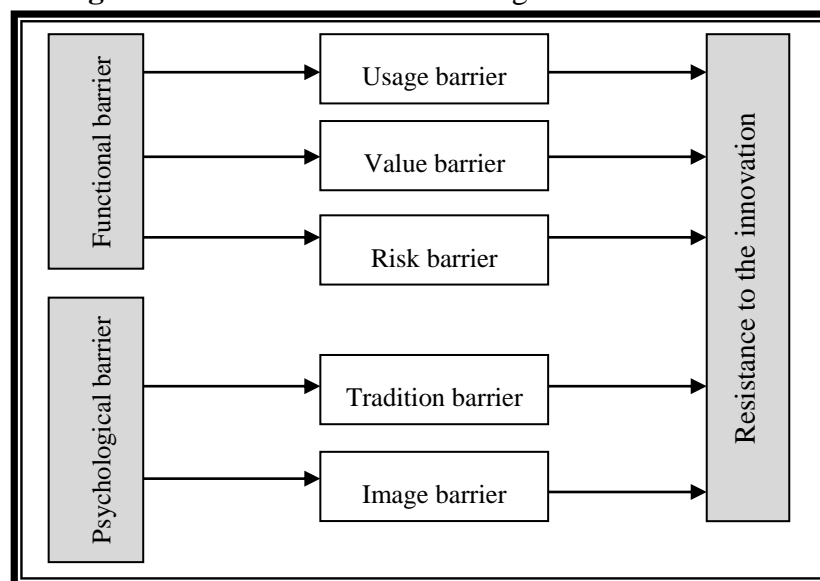 Functional barrier
Usage barrier
Value barrier
Risk barrier
Psychological barrier
Tradition barrier
Image barrier
Resistance to the innovation